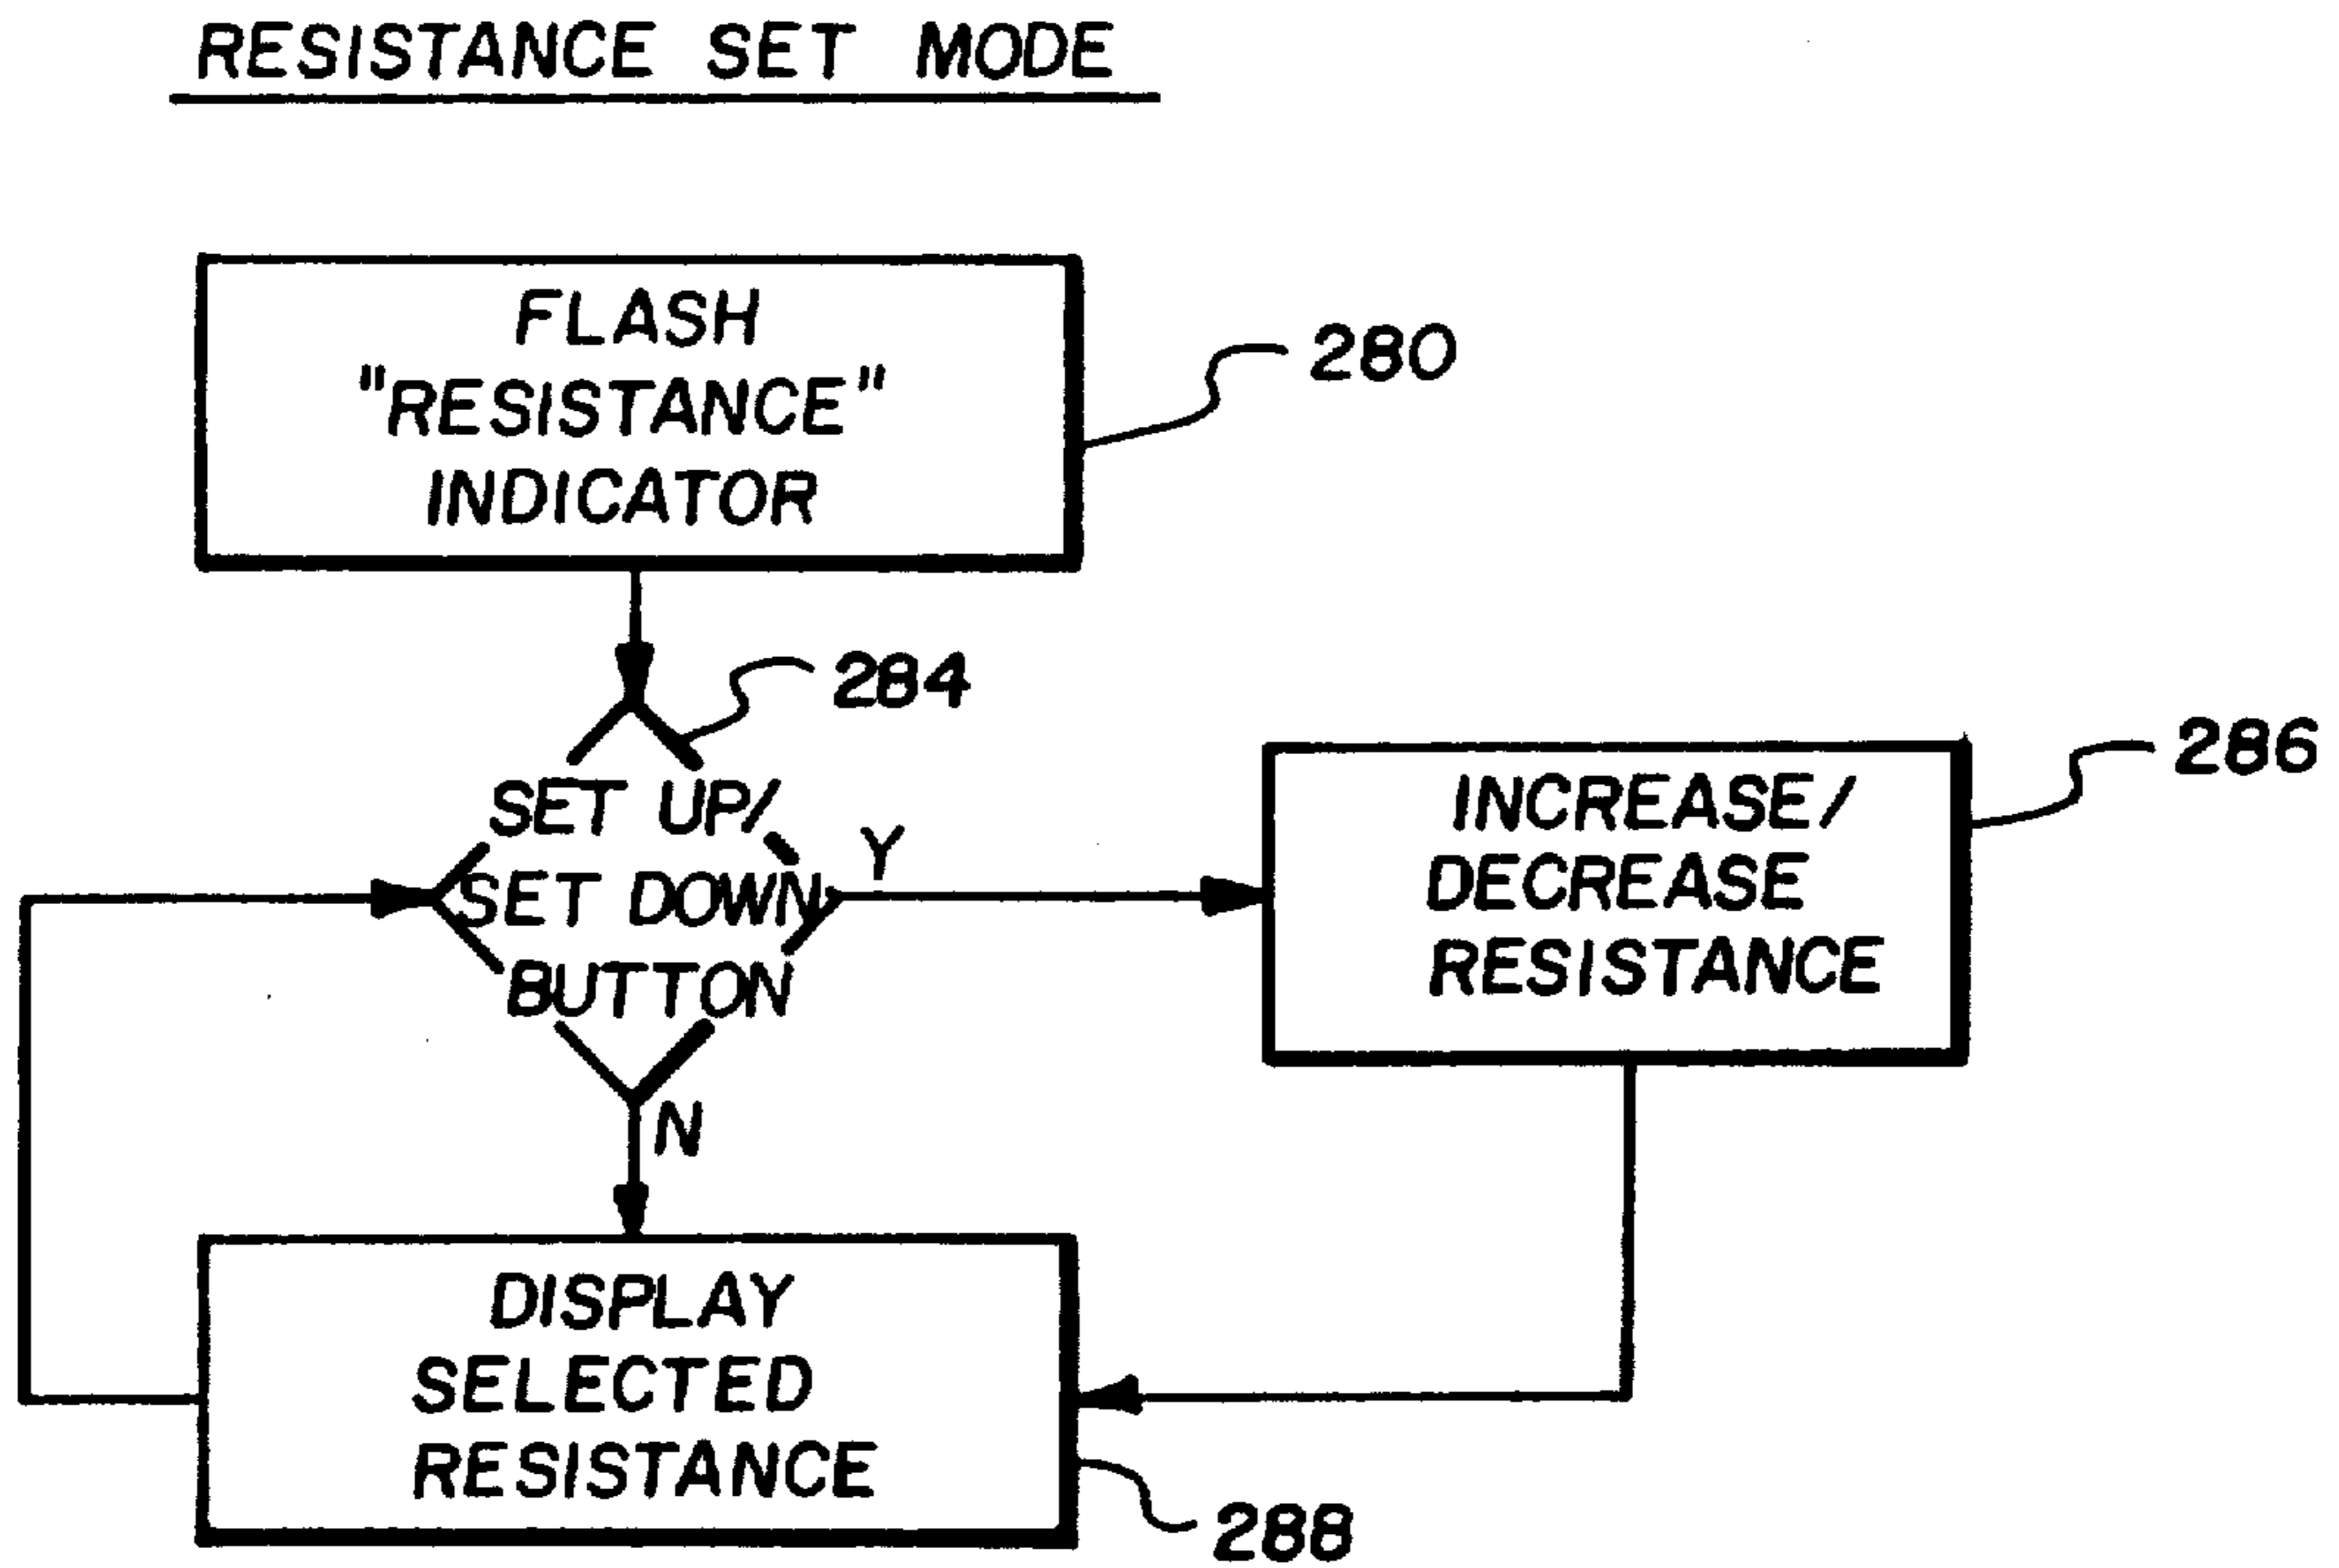 RESISTANCE SET MODE
FLASH
"RESISTANCE"
INDICATOR
280
284
SET UP/
SET DOWN
BUTTON
Y
N
INCREASE/
DECREASE
RESISTANCE
286
DISPLAY
SELECTED
RESISTANCE
288